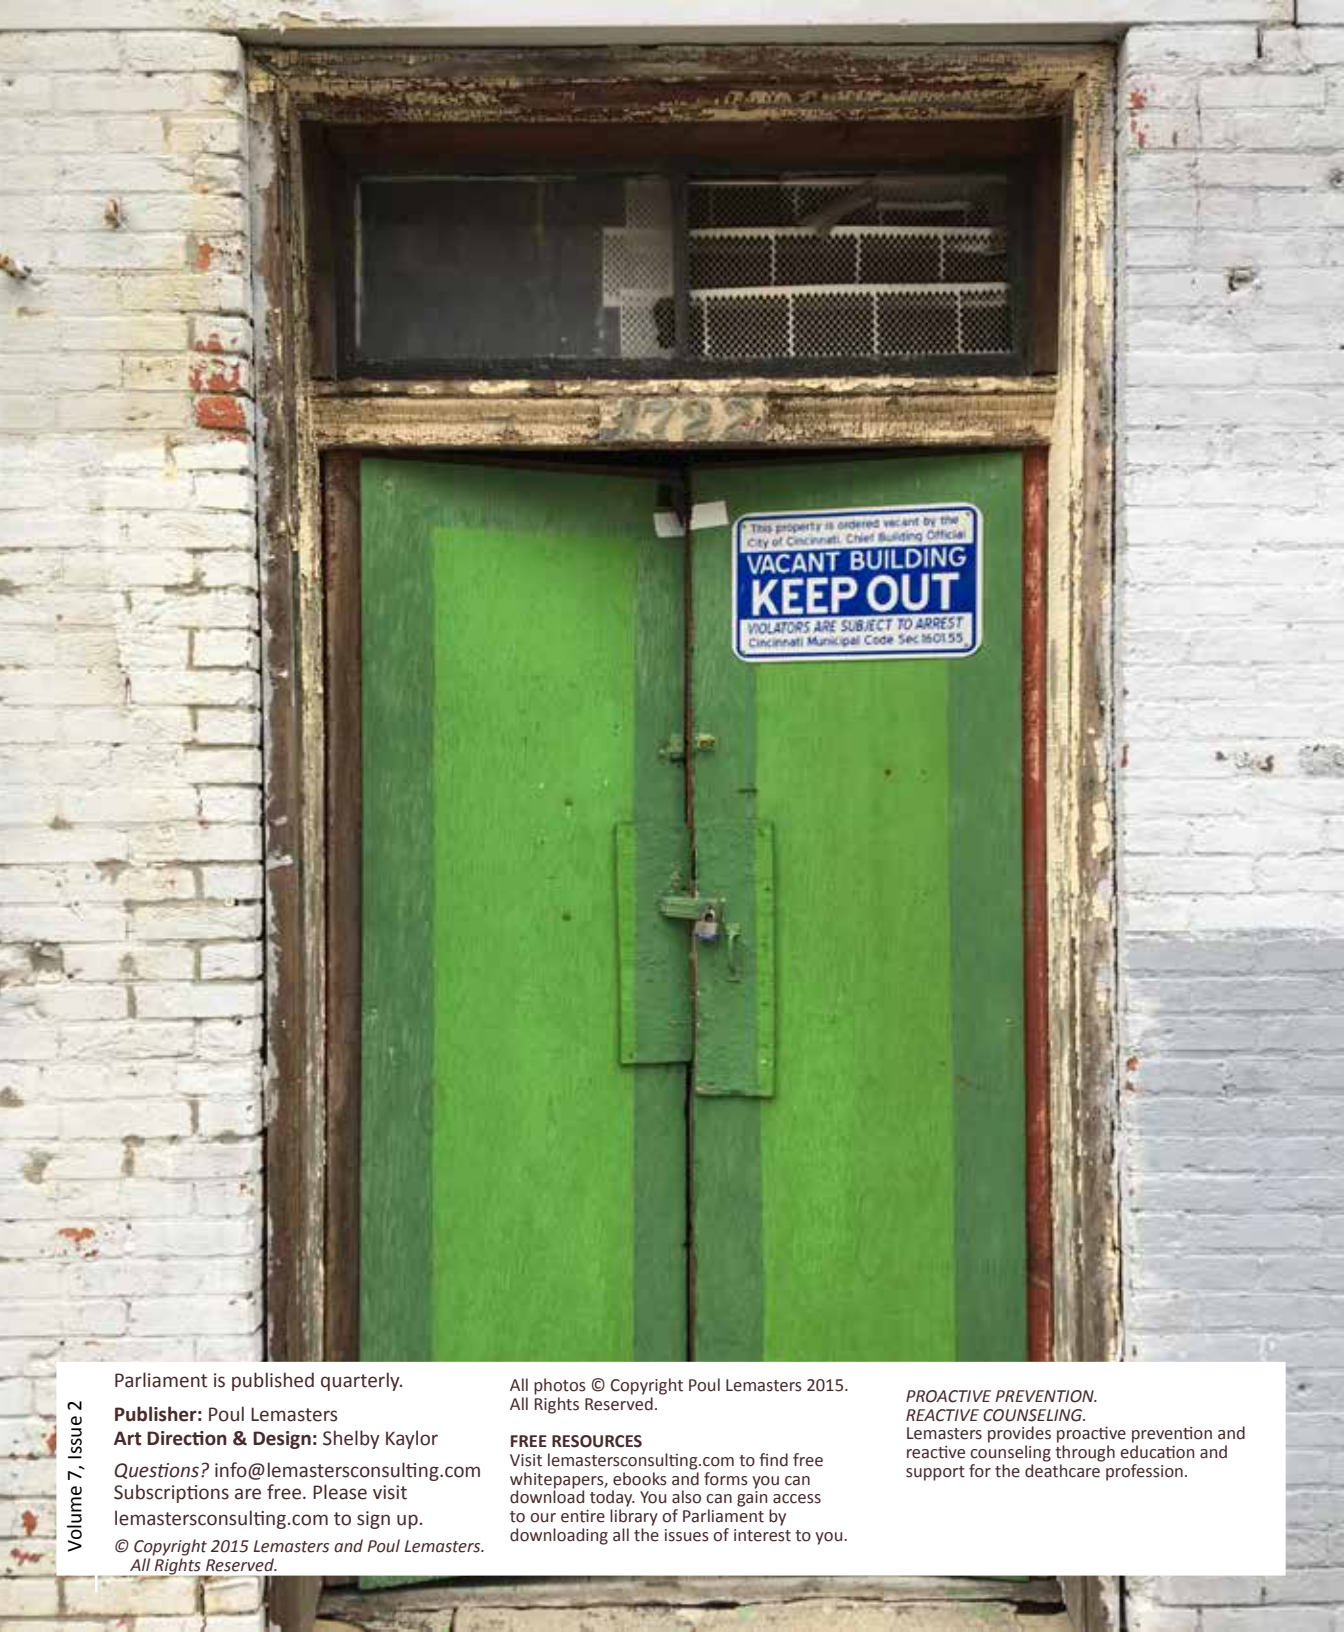 1722
This property is ordered vacant by the
City of Cincinnati, Chief Building Official
VACANT BUILDING
KEEP OUT
VIOLATORS ARE SUBJECT TO ARREST
Cincinnati Municipal Code Sec.1601.55
Volume 7, Issue 2
Parliament is published quarterly.
Publisher: Poul Lemasters
Art Direction & Design: Shelby Kaylor
Questions? info@lemastersconsulting.com
Subscriptions are free. Please visit
lemastersconsulting.com to sign up.
© Copyright 2015 Lemasters and Poul Lemasters.
All Rights Reserved.
All photos © Copyright Poul Lemasters 2015.
All Rights Reserved.
FREE RESOURCES
Visit lemastersconsulting.com to find free
whitepapers, ebooks and forms you can
download today. You also can gain access
to our entire library of Parliament by
downloading all the issues of interest to you.
PROACTIVE PREVENTION.
REACTIVE COUNSELING.
Lemasters provides proactive prevention and
reactive counseling through education and
support for the deathcare profession.